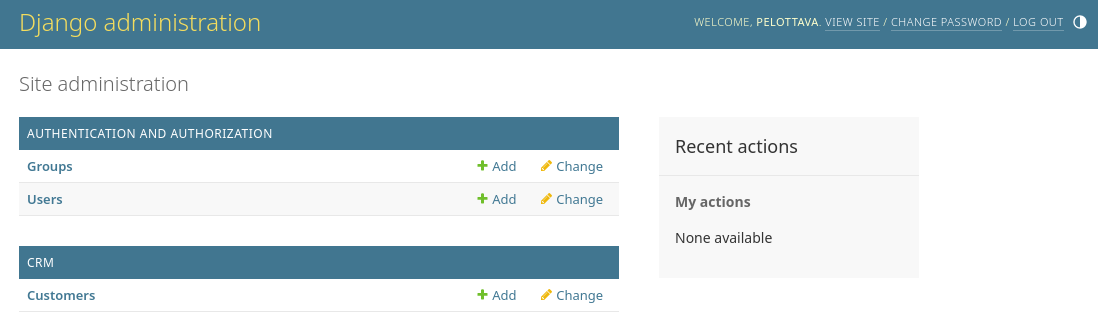 Django administration
WELCOME, PELOTTAVA. VIEW SITE / CHANGE PASSWORD / LOG OUT
Site administration
AUTHENTICATION AND AUTHORIZATION
Groups Add Change
Users Add Change
CRM
Customers Add Change
Recent actions
My actions
None available